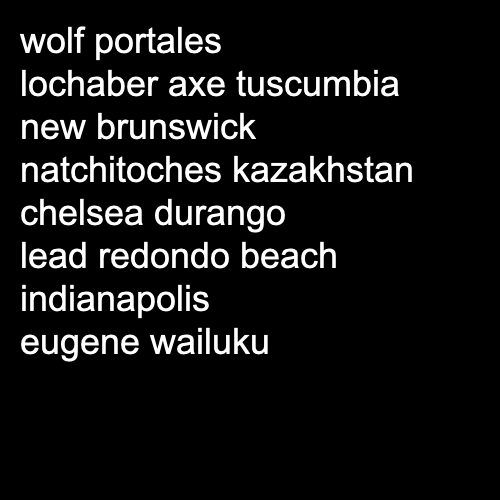 wolf portales
lochaber axe tuscumbia
new brunswick
natchitoches kazakhstan
chelsea durango
lead redondo beach
indianapolis
eugene wailuku